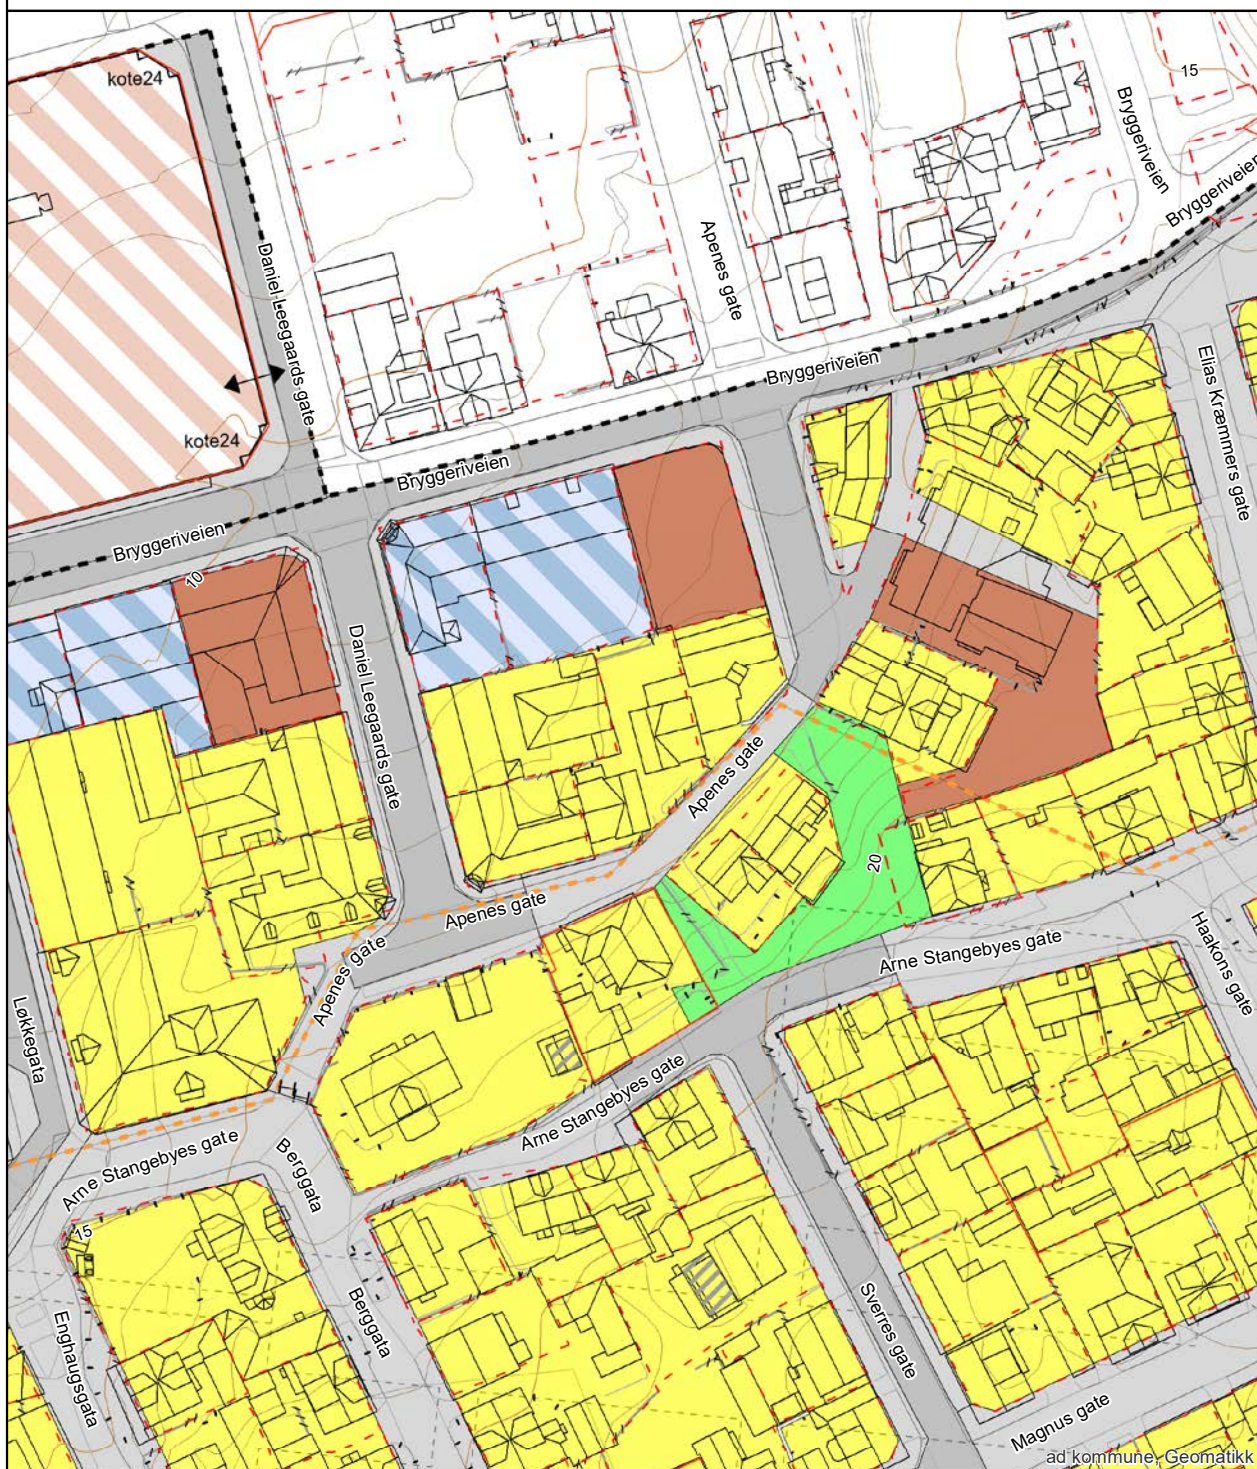 kote24
15
Bryggeriveien
Bryggeriveien
Daniel Leegaards gate
Apenes gate
Bryggeriveien
Elias Kræmmers gate
kote24
Bryggeriveien
Bryggeriveien
10
Daniel Leegaards gate
Apenes gate
20
Apenes gate
Apenes gate
Arne Stangebyes gate
Haakons gate
Løkkegata
Arne Stangebyes gate
Arne Stangebyes gate
Berggata
15
Berggata
Sverres gate
Enghaugsgata
Magnus gate
ad kommune, Geomatikk